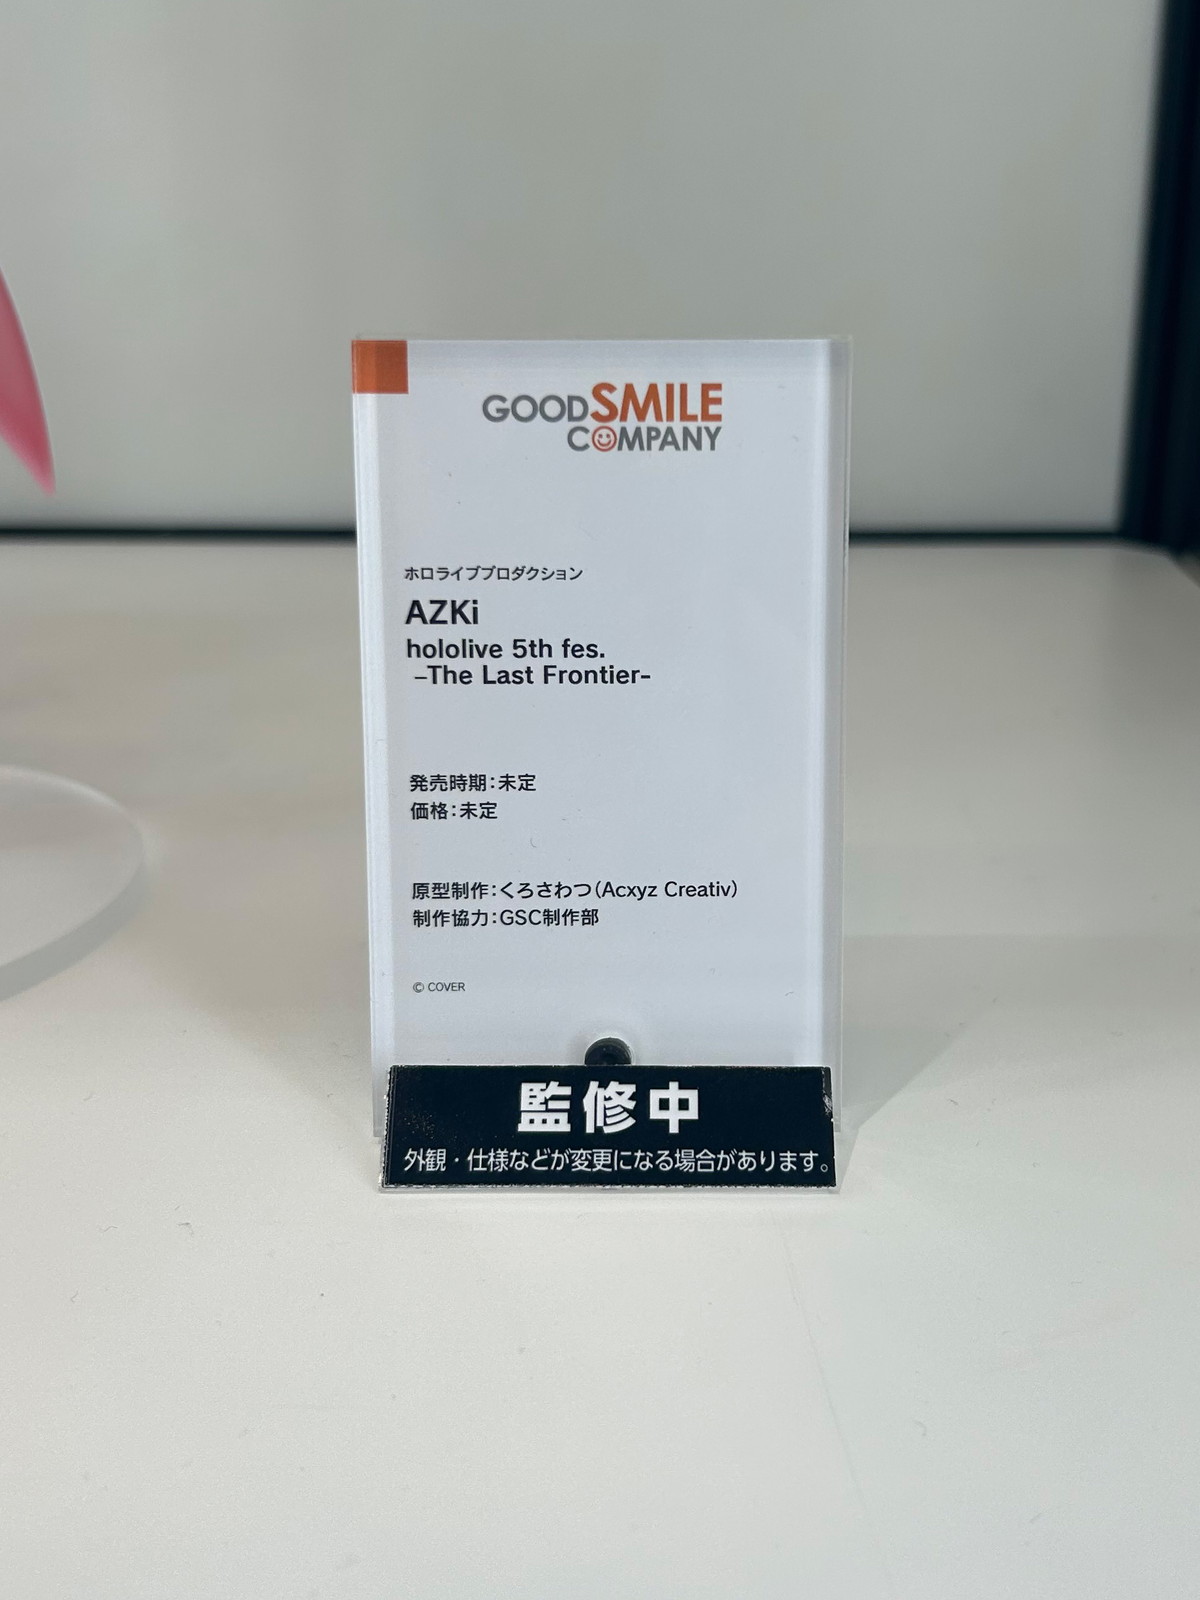 GOODSMILE
COMPANY
ホロライブプロダクション
AZKi
hololive 5th fes.
–The Last Frontier-
発売時期：未定
価格：未定
原型制作：くろさわつ（Acxyz Creativ）
制作協力：GSC制作部
© COVER
監修中
外観・仕様などが変更になる場合があります。